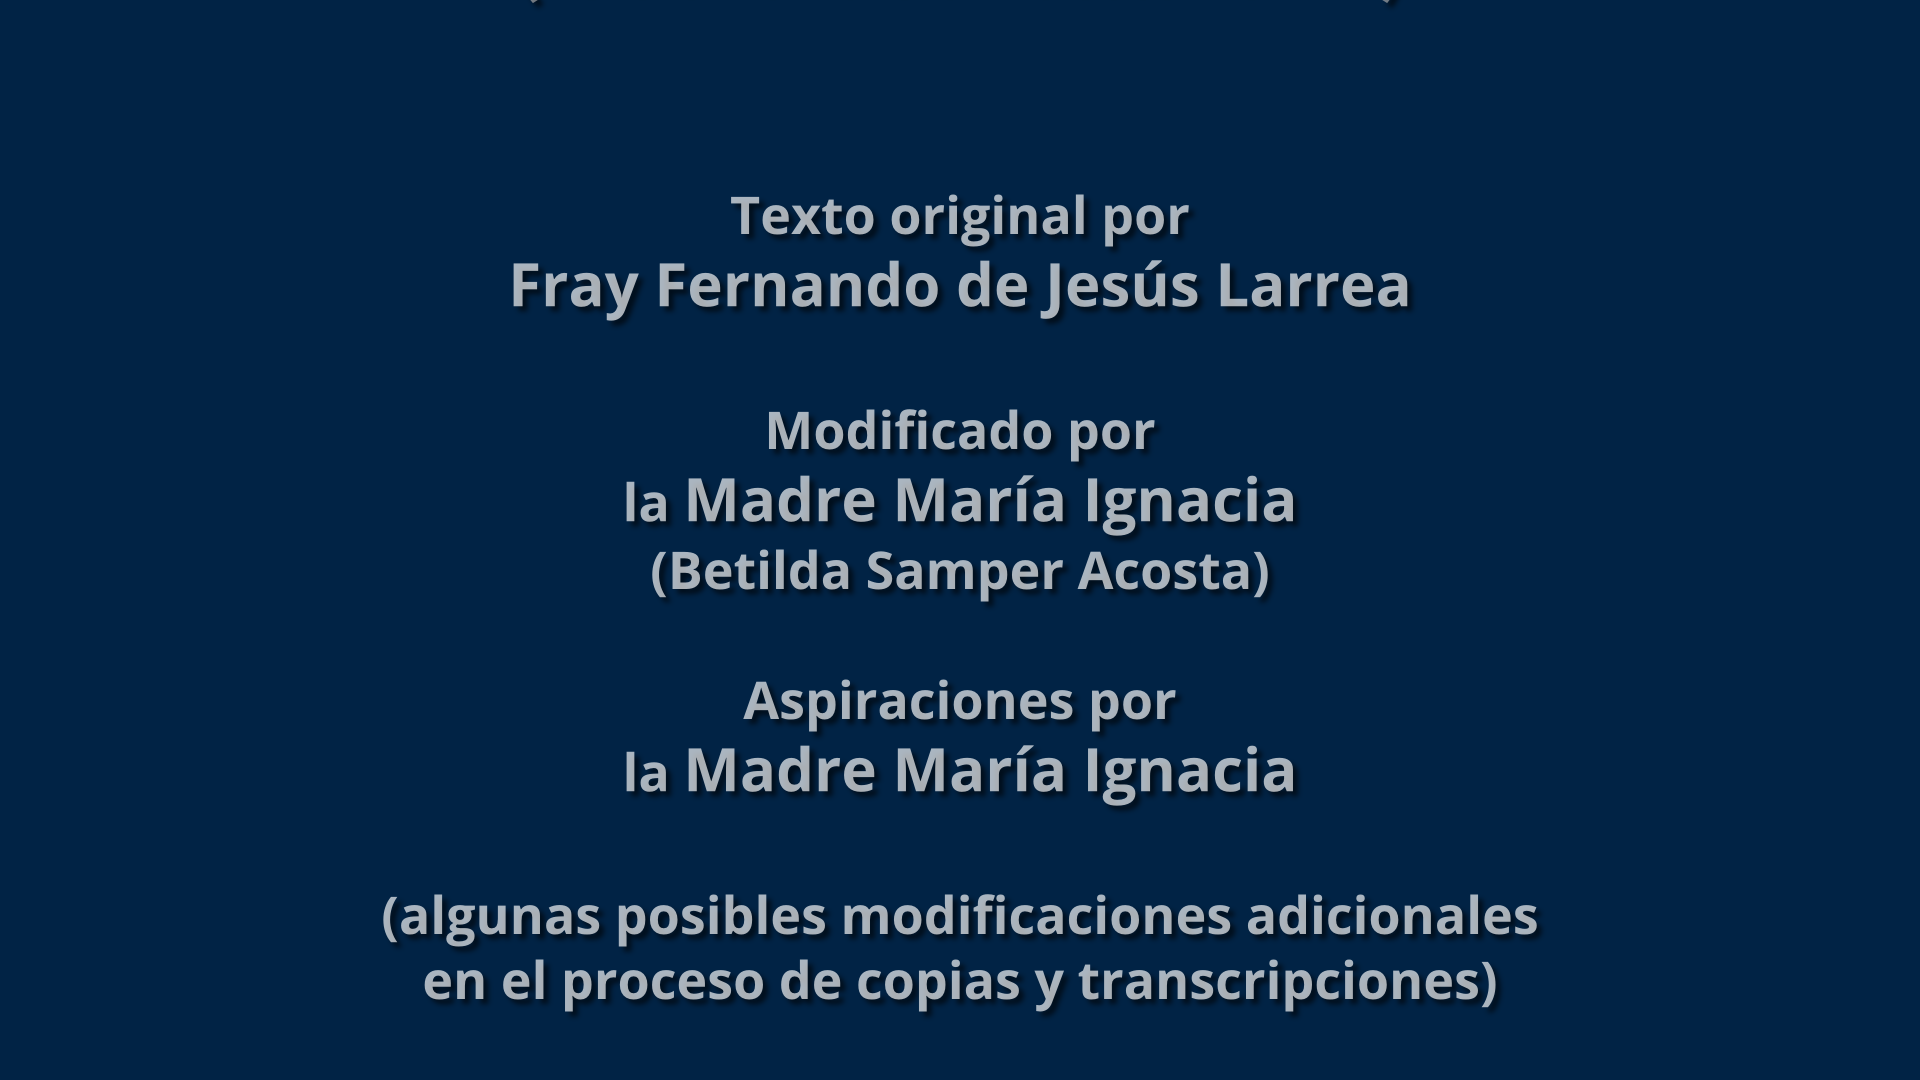 Texto original por
Fray Fernando de Jesús Larrea
Modificado por
la Madre María Ignacia
(Betilda Samper Acosta)
Aspiraciones por
la Madre María Ignacia
(algunas posibles modificaciones adicionales
en el proceso de copias y transcripciones)